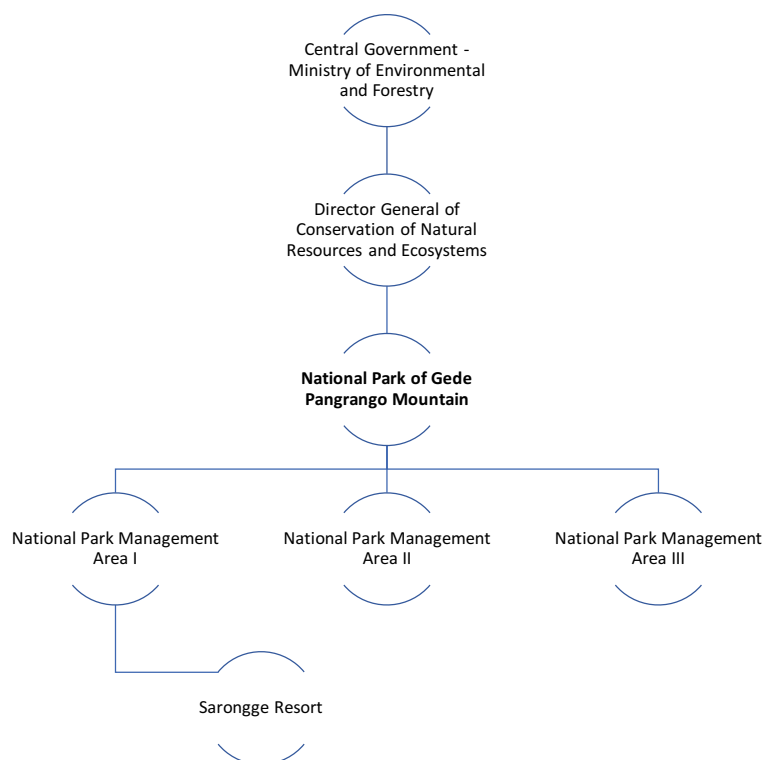 Central Government -
Ministry of Environmental
and Forestry
Director General of
Conservation of Natural
Resources and Ecosystems
National Park of Gede
Pangrango Mountain
National Park Management
Area I
National Park Management
Area II
National Park Management
Area III
Sarongge Resort